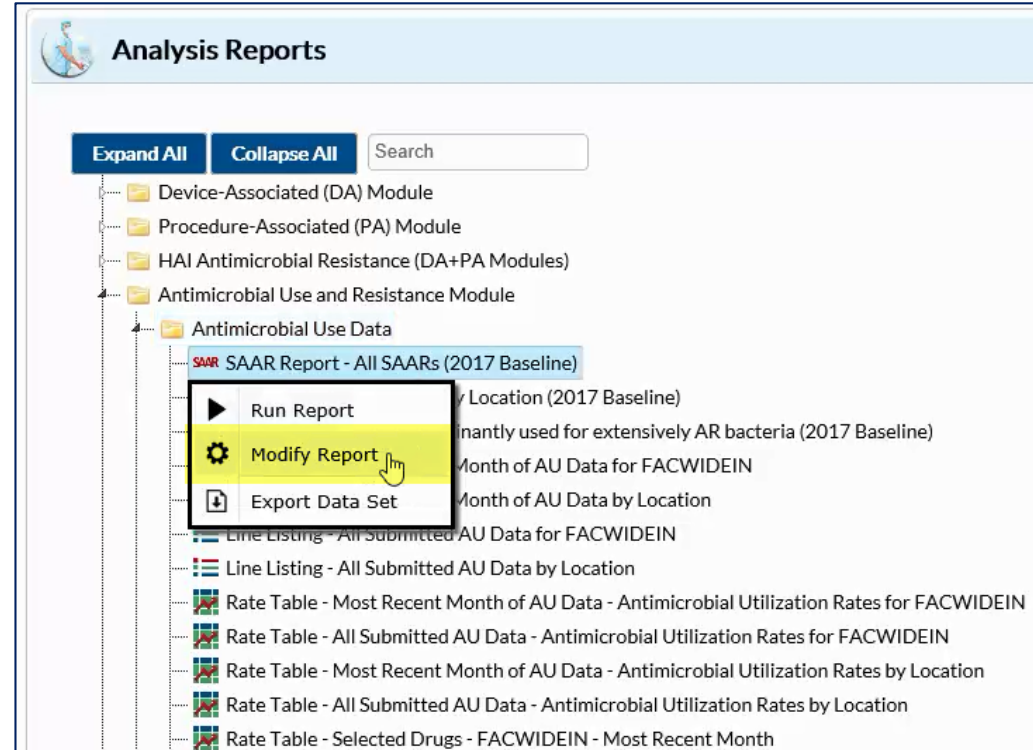 Analysis Reports
Expand All Collapse All Search
Device-Associated (DA) Module
Procedure-Associated (PA) Module
HAI Antimicrobial Resistance (DA+PA Modules)
Antimicrobial Use and Resistance Module
Antimicrobial Use Data
SAAR SAAR Report - All SAARs (2017 Baseline)
Run Report y Location (2017 Baseline)
inantly used for extensively AR bacteria (2017 Baseline)
Modify Report Month of AU Data for FACWIDEIN
Export Data Set Month of AU Data by Location
Line Listing - All Submitted AU Data for FACWIDEIN
Line Listing - All Submitted AU Data by Location
Rate Table - Most Recent Month of AU Data - Antimicrobial Utilization Rates for FACWIDEIN
Rate Table - All Submitted AU Data - Antimicrobial Utilization Rates for FACWIDEIN
Rate Table - Most Recent Month of AU Data - Antimicrobial Utilization Rates by Location
Rate Table - All Submitted AU Data - Antimicrobial Utilization Rates by Location
Rate Table - Selected Drugs - FACWIDEIN - Most Recent Month